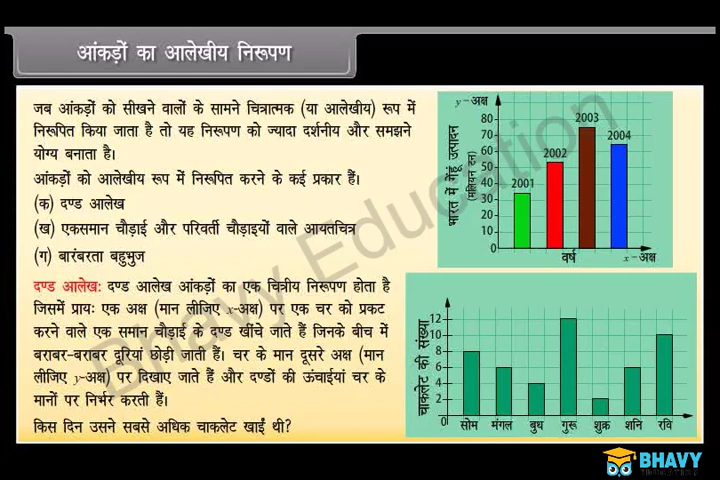 आंकड़ों का आलेखीय निरूपण
जब आंकड़ों को सीखने वालों के सामने चित्रात्मक (या आलेखीय) रूप में
निरूपित किया जाता है तो यह निरूपण को ज्यादा दर्शनीय और समझने
योग्य बनाता है।
आंकड़ों को आलेखीय रूप में निरूपित करने के कई प्रकार हैं।
(क) दण्ड आलेख
(ख) एकसमान चौड़ाई और परिवर्ती चौड़ाइयों वाले आयतचित्र
(ग) बारंबरता बहुभुज
दण्ड आलेख: दण्ड आलेख आंकड़ों का एक चित्रीय निरूपण होता है
जिसमें प्रायः एक अक्ष (मान लीजिए x-अक्ष) पर एक चर को प्रकट
करने वाले एक समान चौड़ाई के दण्ड खींचे जाते हैं जिनके बीच में
बराबर-बराबर दूरियां छोड़ी जाती हैं। चर के मान दूसरे अक्ष (मान
लीजिए y-अक्ष) पर दिखाए जाते हैं और दण्डों की ऊंचाईयां चर के
मानों पर निर्भर करती हैं।
किस दिन उसने सबसे अधिक चाकलेट खाईं थी?
y-अक्ष
भारत में गेंहूं उत्पादन
(मलियन टन)
80
70
60
50
40
30
20
10
0
2001
2002
2003
2004
वर्ष
x-अक्ष
चाकलेट की संख्या
12
10
8
6
4
2
0
सोम मंगल बुध गुरू शुक्र शनि रवि
Bhavy Education
BHAVY